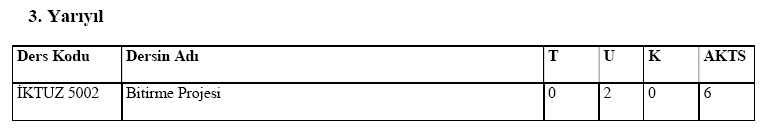 3. Yarıyıl
Ders Kodu Dersin Adı T U K AKTS
İKTUZ 5002 Bitirme Projesi 0 2 0 6